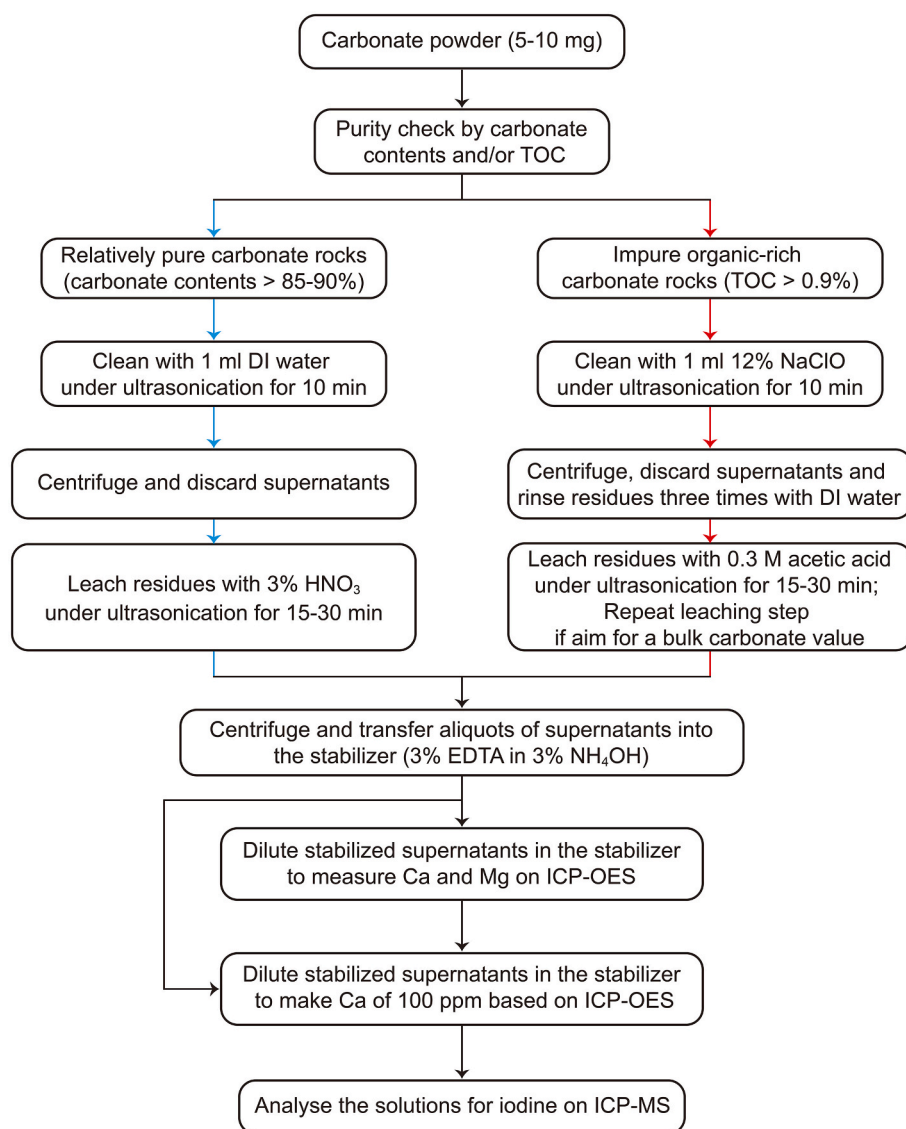 Carbonate powder (5-10 mg)
Purity check by carbonate
contents and/or TOC
Relatively pure carbonate rocks
(carbonate contents > 85-90%)
Impure organic-rich
carbonate rocks (TOC > 0.9%)
Clean with 1 ml DI water
under ultrasonication for 10 min
Clean with 1 ml 12% NaClO
under ultrasonication for 10 min
Centrifuge and discard supernatants
Centrifuge, discard supernatants and
rinse residues three times with DI water
Leach residues with 3% HNO₃
under ultrasonication for 15-30 min
Leach residues with 0.3 M acetic acid
under ultrasonication for 15-30 min;
Repeat leaching step
if aim for a bulk carbonate value
Centrifuge and transfer aliquots of supernatants into
the stabilizer (3% EDTA in 3% NH₄OH)
Dilute stabilized supernatants in the stabilizer
to measure Ca and Mg on ICP-OES
Dilute stabilized supernatants in the stabilizer
to make Ca of 100 ppm based on ICP-OES
Analyse the solutions for iodine on ICP-MS